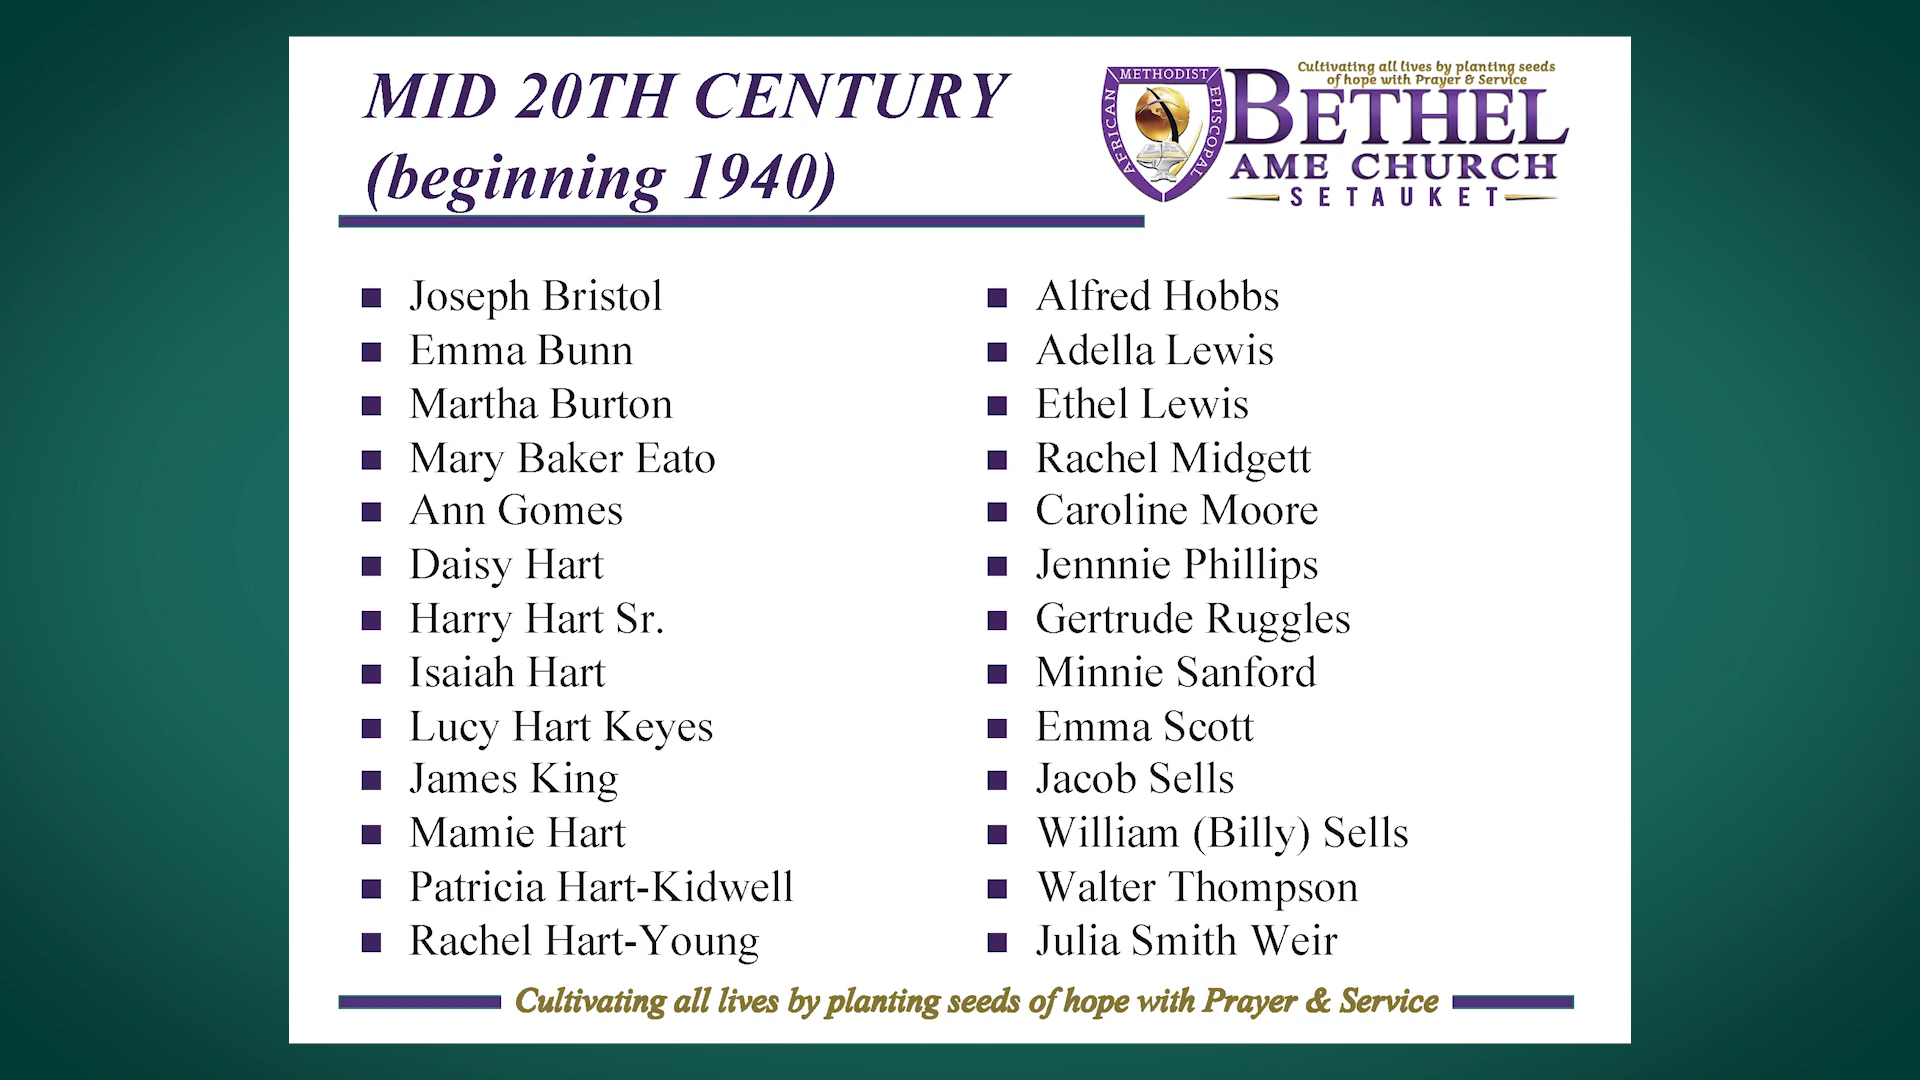 MID 20TH CENTURY
(beginning 1940)
Cultivating all lives by planting seeds
of hope with Prayer & Service
AFRICAN METHODIST EPISCOPAL
BETHEL
AME CHURCH
SETAUKET
Joseph Bristol
Emma Bunn
Martha Burton
Mary Baker Eato
Ann Gomes
Daisy Hart
Harry Hart Sr.
Isaiah Hart
Lucy Hart Keyes
James King
Mamie Hart
Patricia Hart-Kidwell
Rachel Hart-Young
Alfred Hobbs
Adella Lewis
Ethel Lewis
Rachel Midgett
Caroline Moore
Jennnie Phillips
Gertrude Ruggles
Minnie Sanford
Emma Scott
Jacob Sells
William (Billy) Sells
Walter Thompson
Julia Smith Weir
Cultivating all lives by planting seeds of hope with Prayer & Service